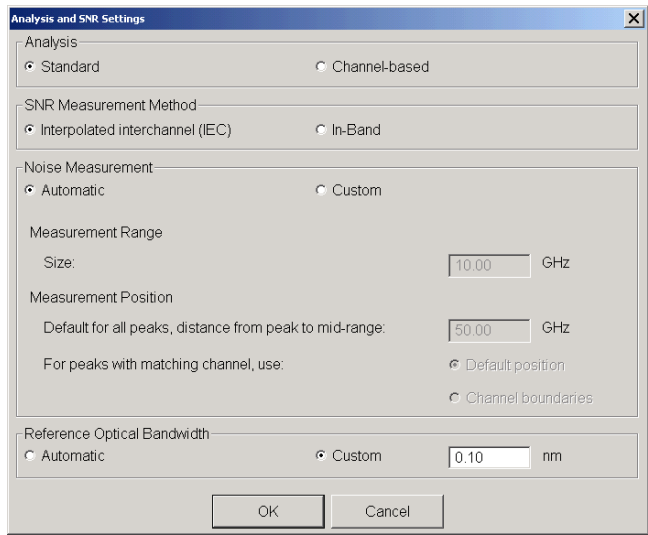 Analysis and SNR Settings
Analysis
Standard Channel-based
SNR Measurement Method
Interpolated interchannel (IEC) In-Band
Noise Measurement
Automatic Custom
Measurement Range
Size: 10.00 GHz
Measurement Position
Default for all peaks, distance from peak to mid-range: 50.00 GHz
For peaks with matching channel, use: Default position
Channel boundaries
Reference Optical Bandwidth
Automatic Custom 0.10 nm
OK Cancel